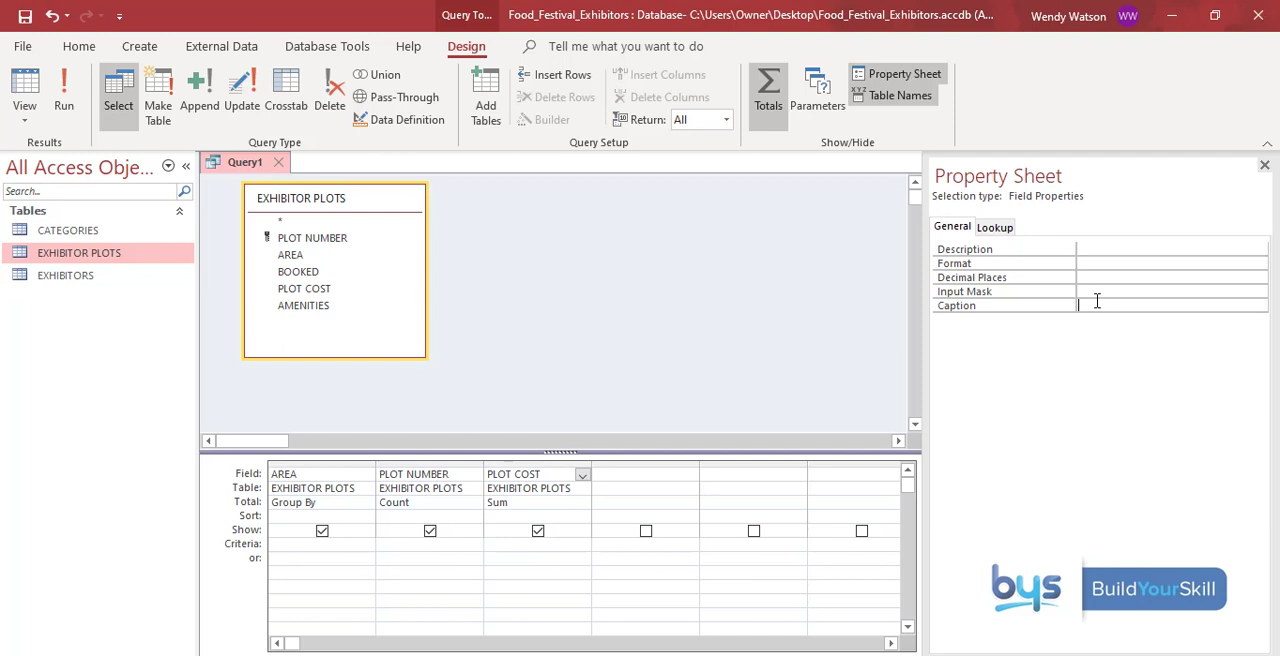 Query To...
Food_Festival_Exhibitors : Database- C:\Users\Owner\Desktop\Food_Festival_Exhibitors.accdb (A...
Wendy Watson WW
File Home Create External Data Database Tools Help Design Tell me what you want to do
View Run Select Make Table Append Update Crosstab Delete
Union
Pass-Through
Data Definition
Add Tables
Insert Rows
Delete Rows
Builder
Insert Columns
Delete Columns
Return: All
Totals Parameters
Property Sheet
XYZ Table Names
Results Query Type Query Setup Show/Hide
All Access Obje...
Search...
Tables
CATEGORIES
EXHIBITOR PLOTS
EXHIBITORS
Query1
EXHIBITOR PLOTS
*
PLOT NUMBER
AREA
BOOKED
PLOT COST
AMENITIES
Field: AREA PLOT NUMBER PLOT COST
Table: EXHIBITOR PLOTS EXHIBITOR PLOTS EXHIBITOR PLOTS
Total: Group By Count Sum
Sort:
Show:
Criteria:
or:
Property Sheet
Selection type: Field Properties
General Lookup
Description
Format
Decimal Places
Input Mask
Caption
bys BuildYourSkill